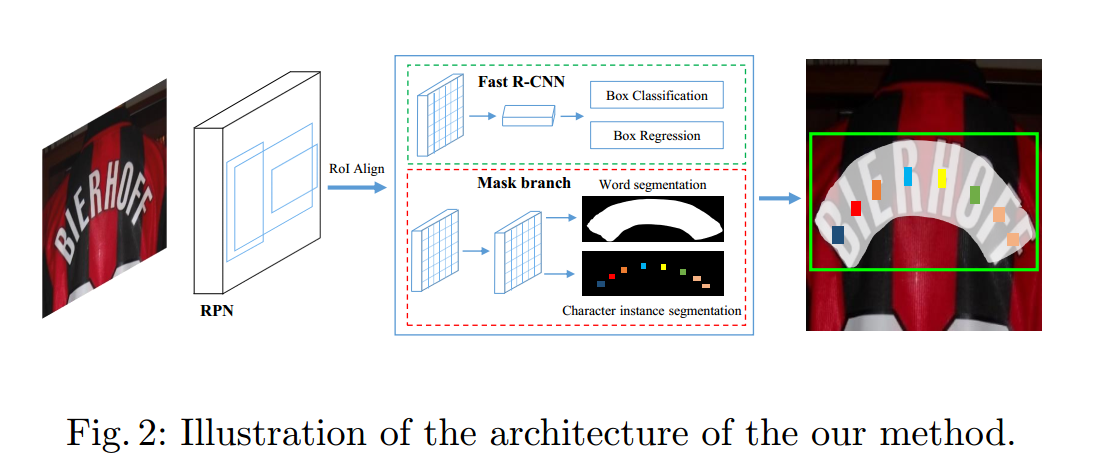 BIERHOFF
RPN
RoI Align
Fast R-CNN
Box Classification
Box Regression
Mask branch
Word segmentation
Character instance segmentation
BIERHOFF
Fig. 2: Illustration of the architecture of the our method.